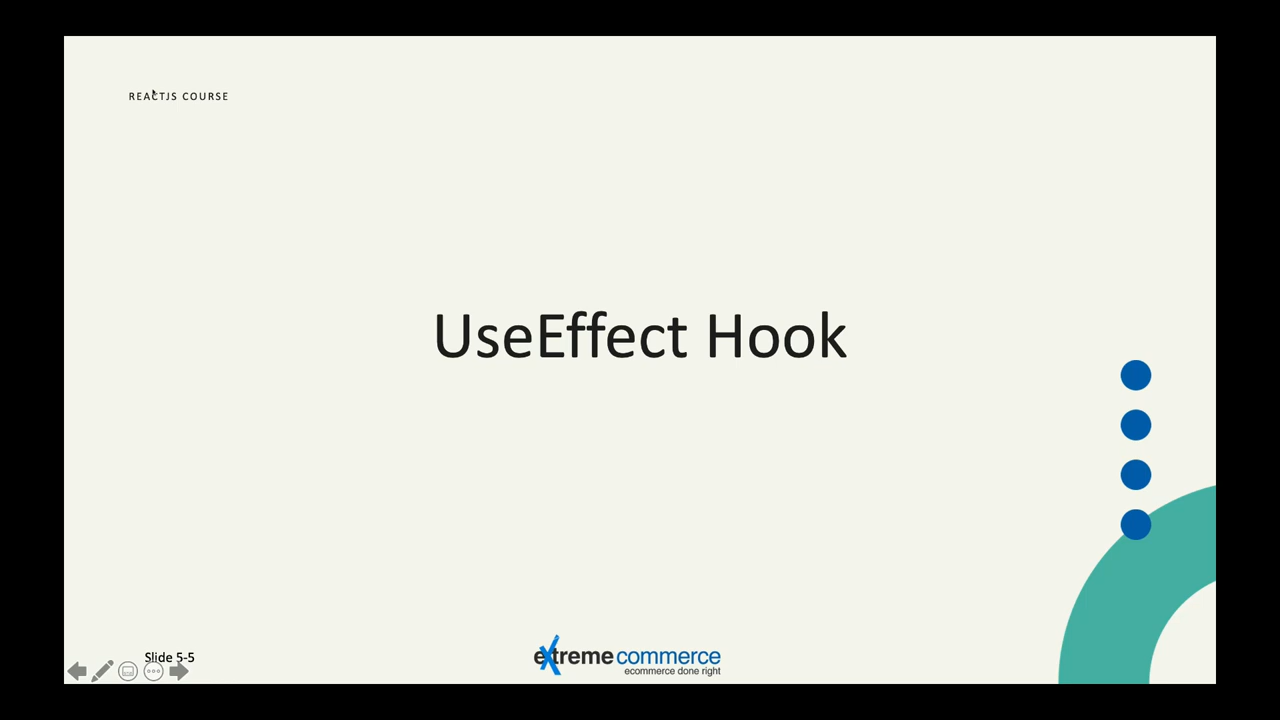 REACTJS COURSE
UseEffect Hook
Slide 5-5
extreme commerce
ecommerce done right